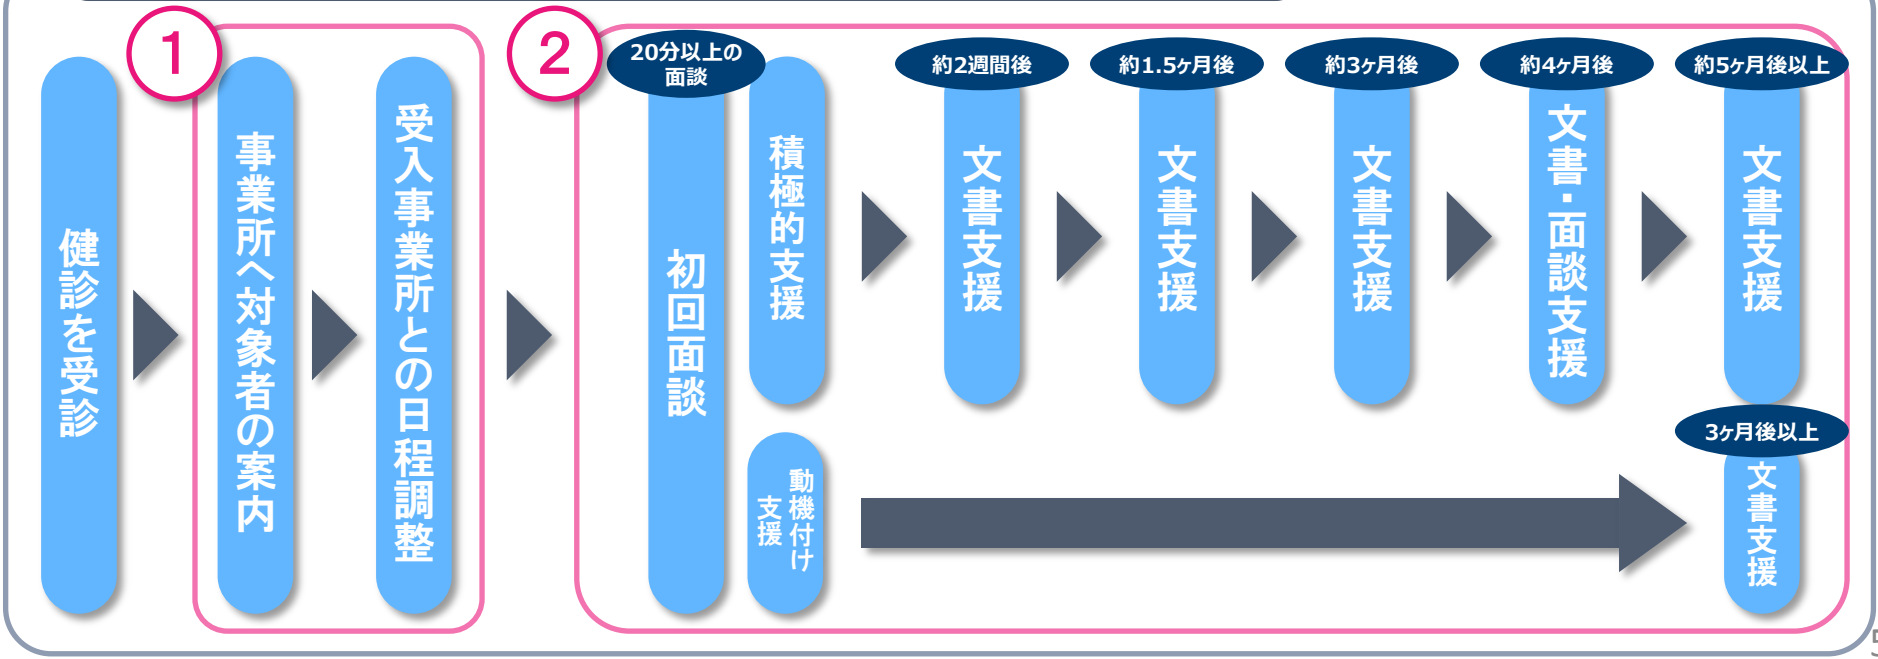 健診を受診
1
事業所へ対象者の案内
受入事業所との日程調整
2
20分以上の
面談
初回面談
積極的支援
約2週間後
文書支援
約1.5ヶ月後
文書支援
約3ヶ月後
文書支援
約4ヶ月後
文書・面談支援
約5ヶ月後以上
文書支援
動機付け
支援
3ヶ月後以上
文書支援